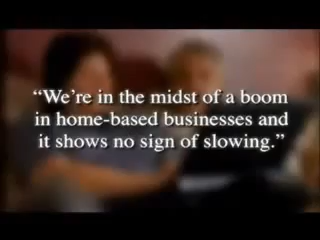 “We’re in the midst of a boom
in home-based businesses and
it shows no sign of slowing.”